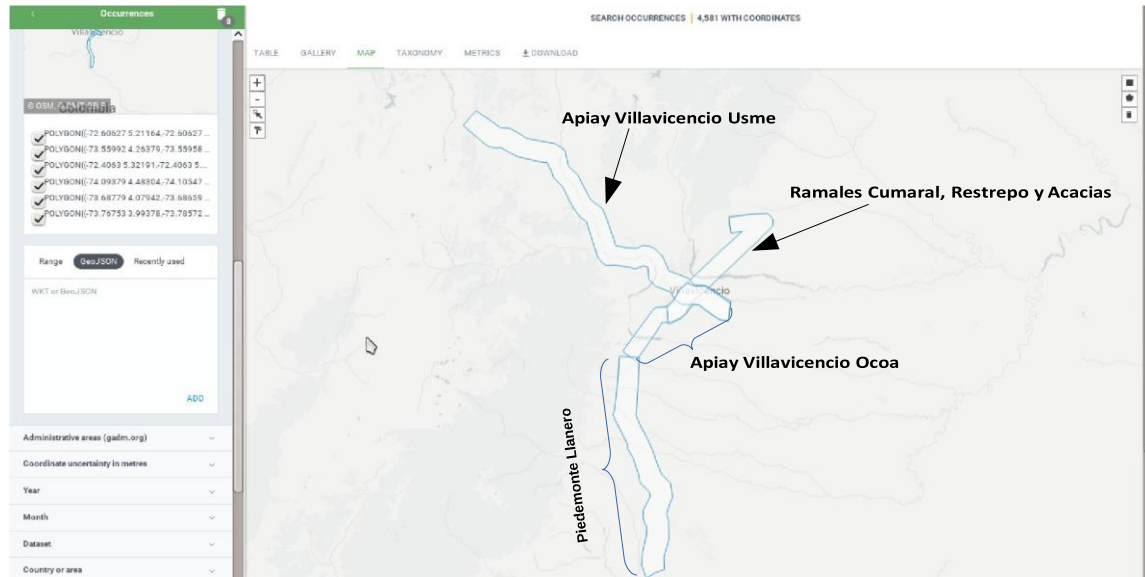 Occurrences
8
SEARCH OCCURRENCES | 4,581 WITH COORDINATES
TABLE GALLERY MAP TAXONOMY METRICS DOWNLOAD
Colombia
POLYGON((-72.60627 5.21164,-72.60627 ...
POLYGON((-73.55992 4.26379,-73.55958 ...
POLYGON((-72.4063 5.32191,-72.4063 5....
POLYGON((-74.09379 4.48304,-74.10547 ...
POLYGON((-73.68779 4.07942,-73.68659 ...
POLYGON((-73.76753 3.99378,-73.78572 ...
Range GeoJSON Recently used
WKT or GeoJSON
ADD
Administrative areas (gadm.org)
Coordinate uncertainty in metres
Year
Month
Dataset
Country or area
+
-
Apiay Villavicencio Usme
Ramales Cumaral, Restrepo y Acacias
Villavicencio
Apiay Villavicencio Ocoa
Piedemonte Llanero